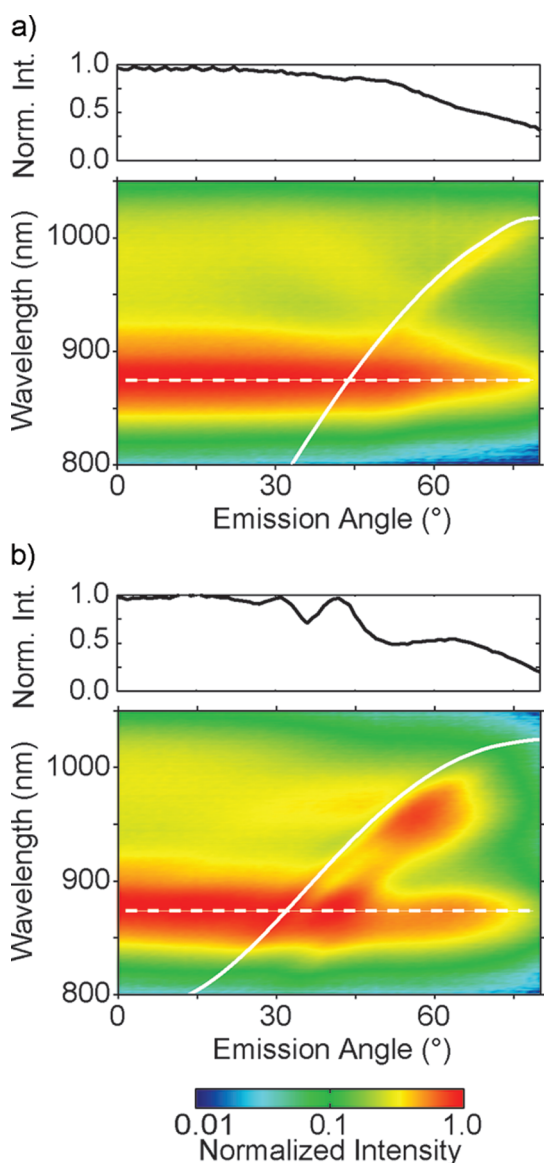 a)
Norm. Int.
1.0
0.5
0.0
Wavelength (nm)
1000
900
800
0 30 60
Emission Angle (°)
b)
Norm. Int.
1.0
0.5
0.0
Wavelength (nm)
1000
900
800
0 30 60
Emission Angle (°)
0.01 0.1 1.0
Normalized Intensity